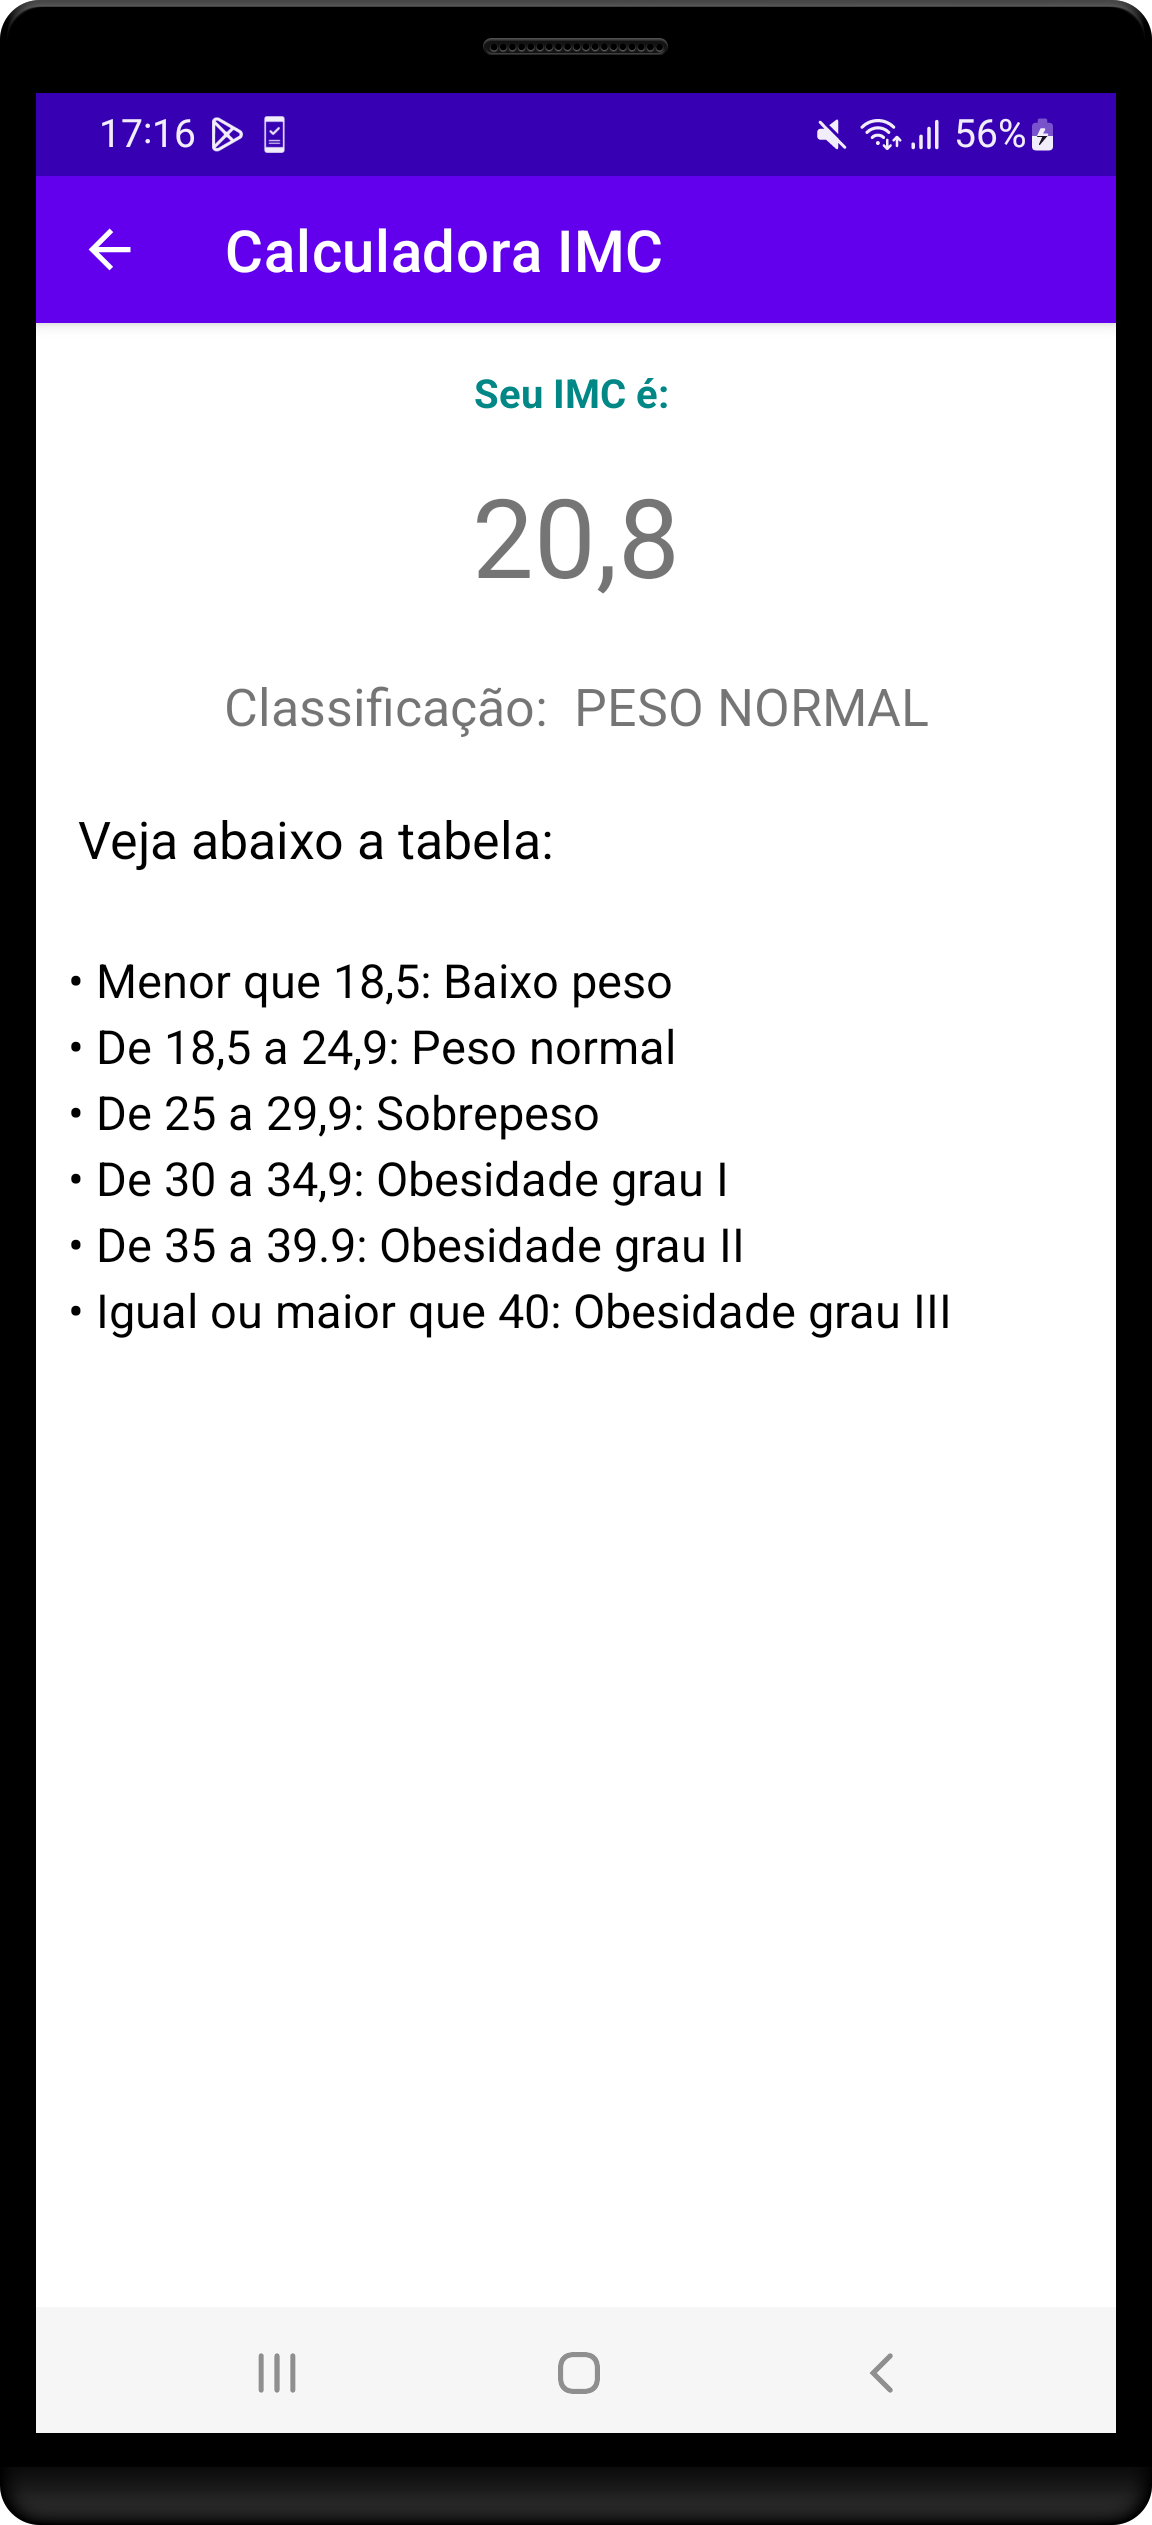 17:16
56%
Calculadora IMC
Seu IMC é:
20,8
Classificação: PESO NORMAL
Veja abaixo a tabela:
• Menor que 18,5: Baixo peso
• De 18,5 a 24,9: Peso normal
• De 25 a 29,9: Sobrepeso
• De 30 a 34,9: Obesidade grau I
• De 35 a 39.9: Obesidade grau II
• Igual ou maior que 40: Obesidade grau III